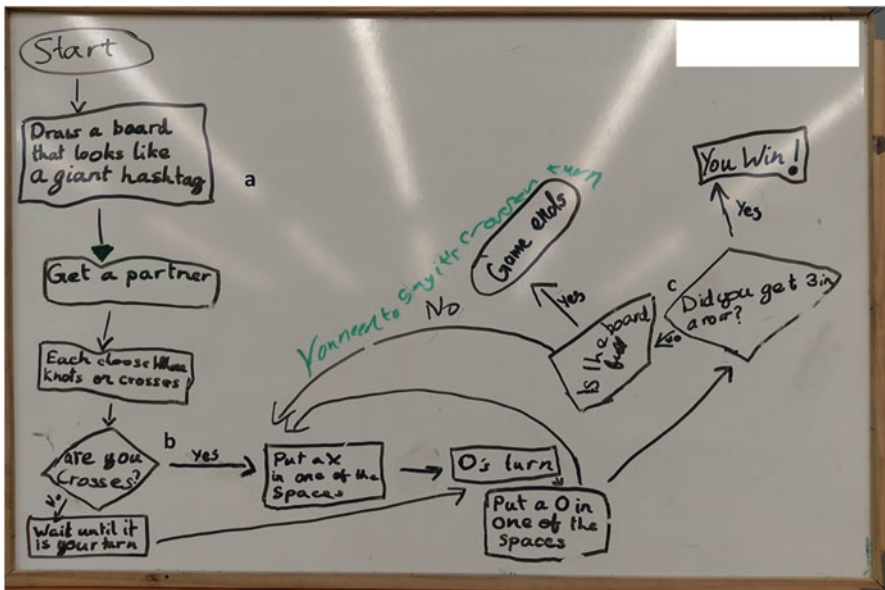 Start
Draw a board
that looks like
a giant hashtag
a
Get a partner
Each choose
knots or crosses
are you
Crosses?
b
yes
No
Wait until it
is your turn
Put a X
in one of the
Spaces
O's turn
Put a O in
one of the
spaces
Did you get 3 in
a row?
c
Yes
You Win!
No
Is the board
full
Yes
Game ends
No
You need to say its turn